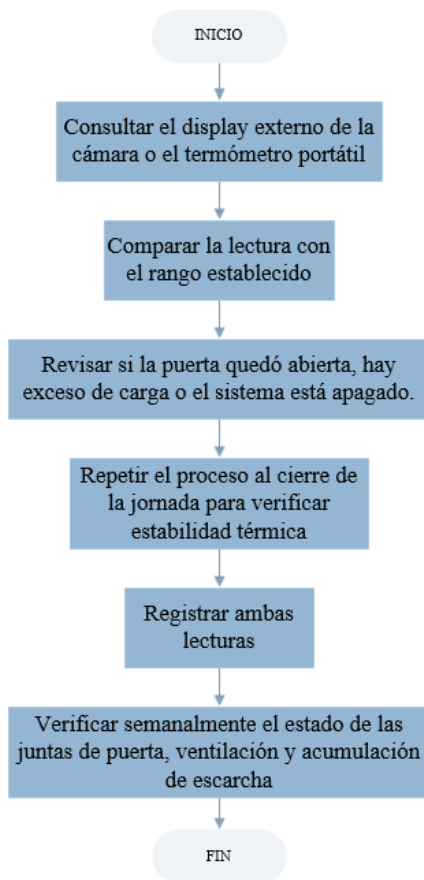 INICIO
Consultar el display externo de la
cámara o el termómetro portátil
Comparar la lectura con
el rango establecido
Revisar si la puerta quedó abierta, hay
exceso de carga o el sistema está apagado.
Repetir el proceso al cierre de
la jornada para verificar
estabilidad térmica
Registrar ambas
lecturas
Verificar semanalmente el estado de las
juntas de puerta, ventilación y acumulación
de escarcha
FIN